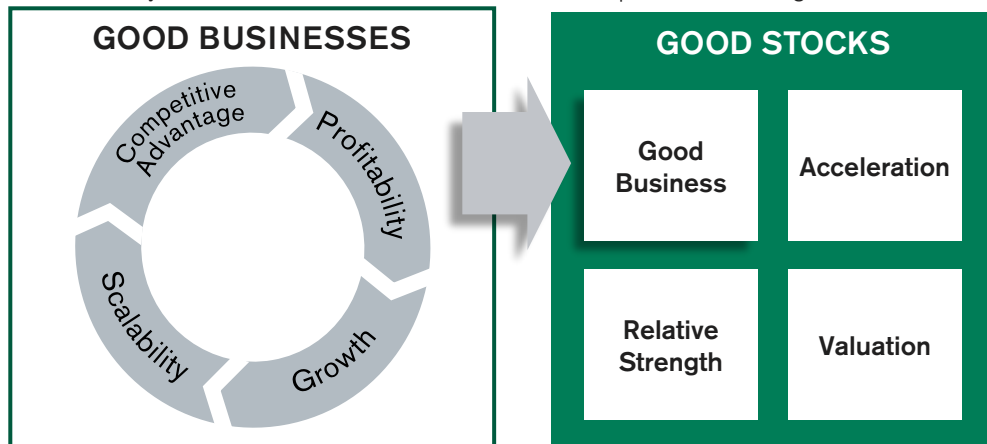 GOOD BUSINESSES
Competitive
Advantage
Profitability
Growth
Scalability
GOOD STOCKS
Good
Business
Acceleration
Relative
Strength
Valuation